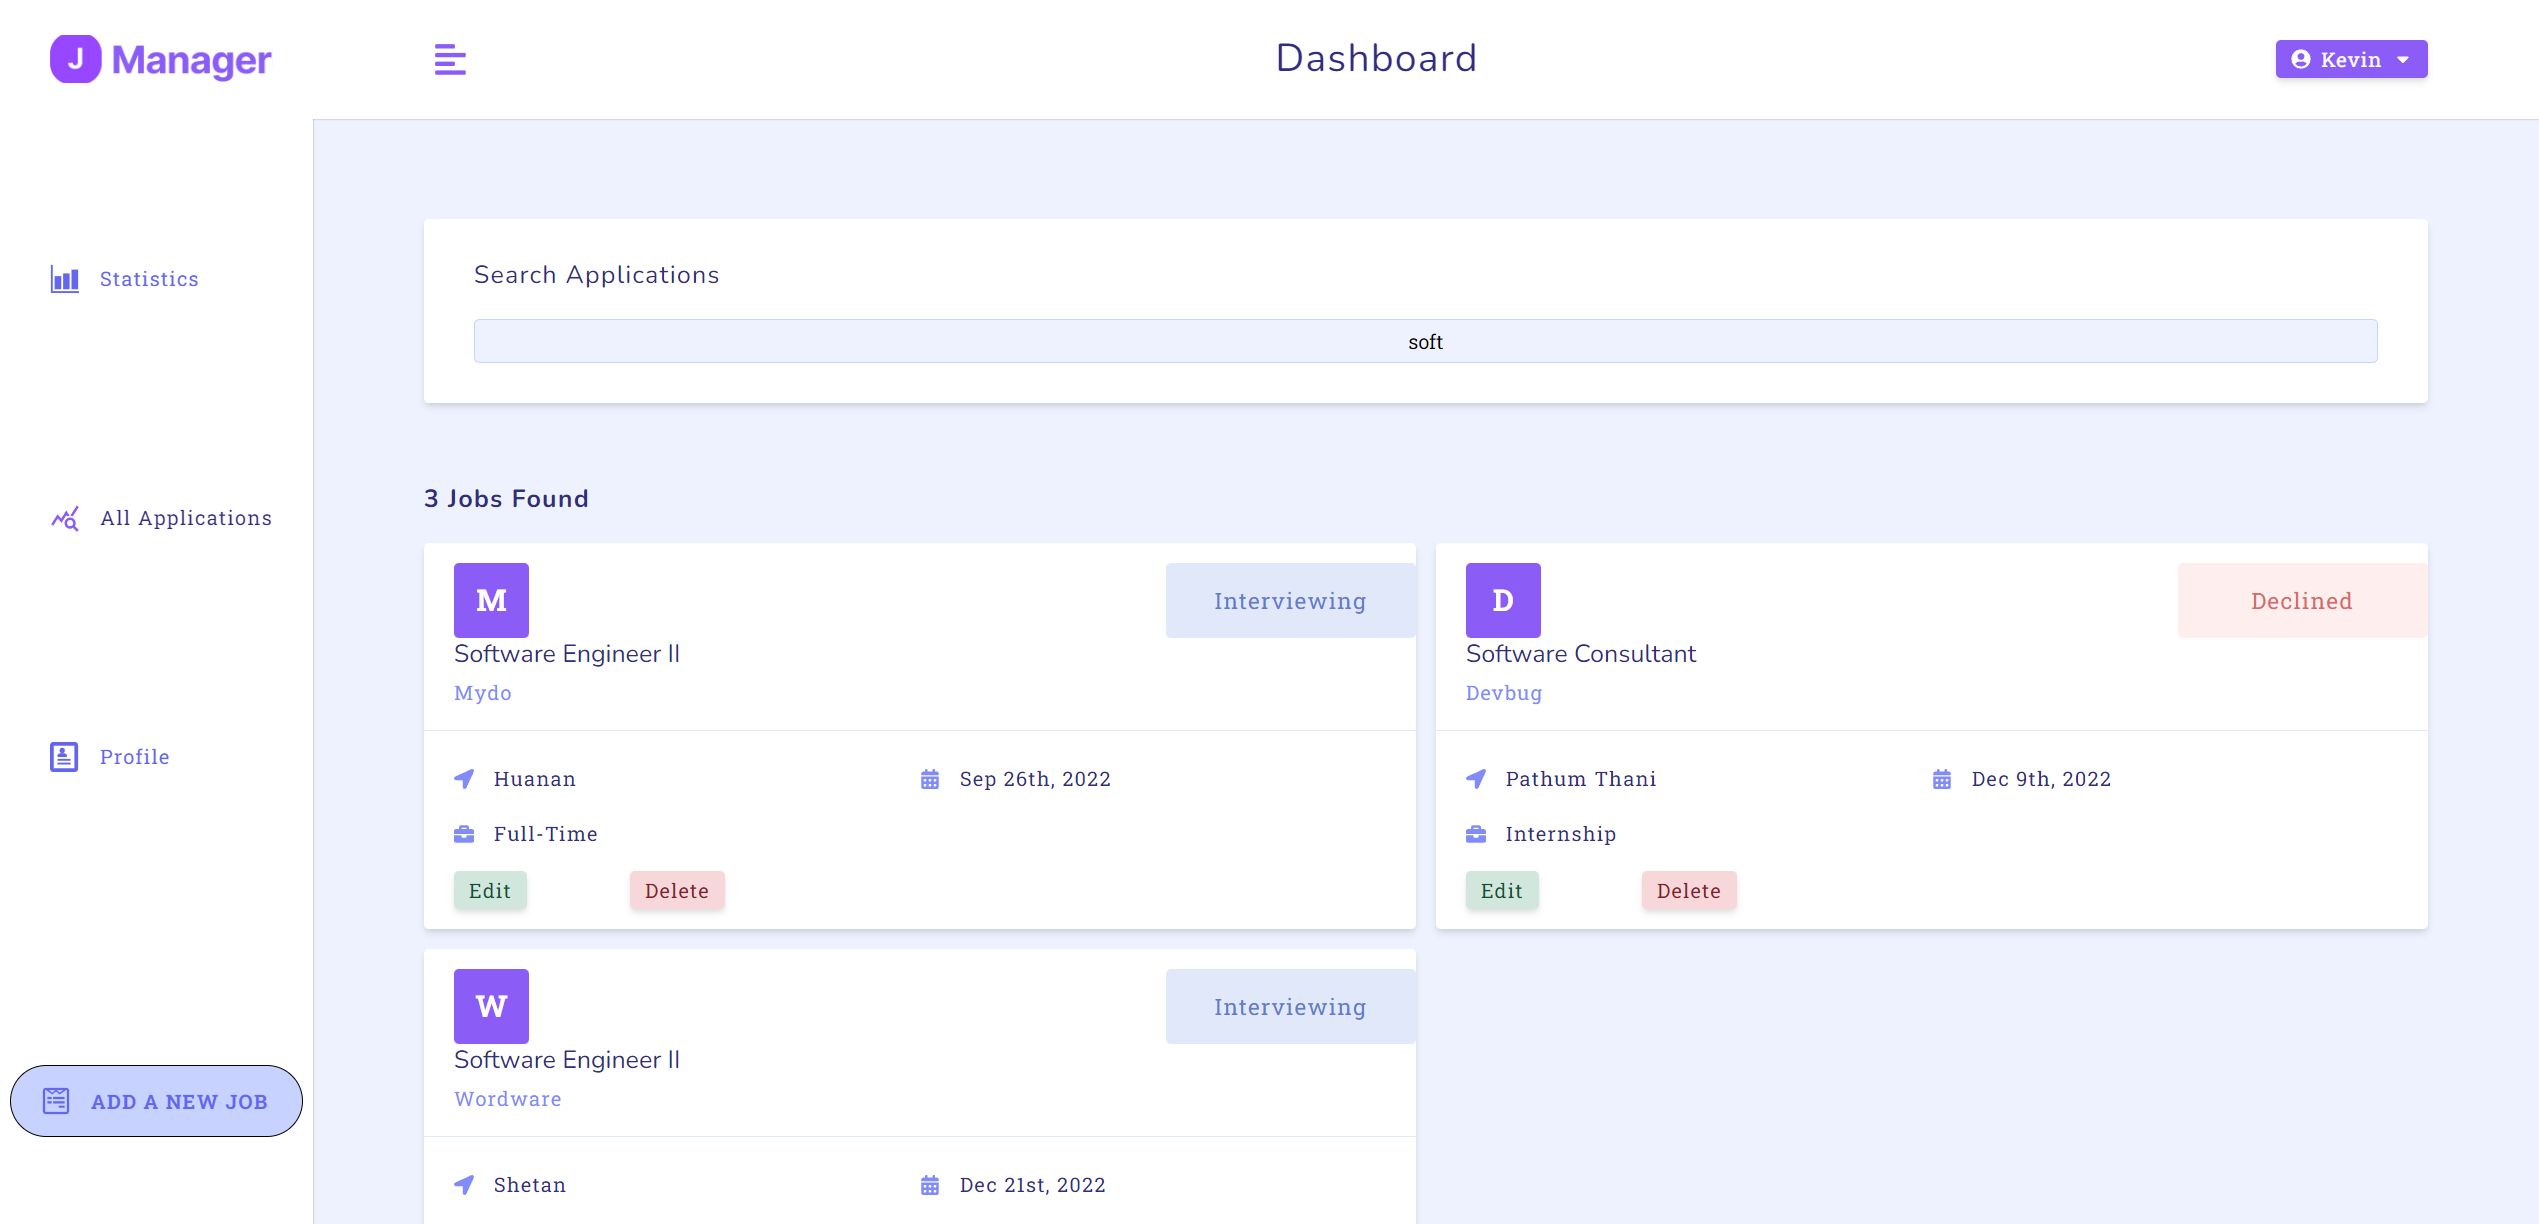 J Manager
Dashboard
Kevin
Statistics
All Applications
Profile
ADD A NEW JOB
Search Applications
soft
3 Jobs Found
M
Interviewing
Software Engineer II
Mydo
Huanan
Sep 26th, 2022
Full-Time
Edit
Delete
D
Declined
Software Consultant
Devbug
Pathum Thani
Dec 9th, 2022
Internship
Edit
Delete
W
Interviewing
Software Engineer II
Wordware
Shetan
Dec 21st, 2022